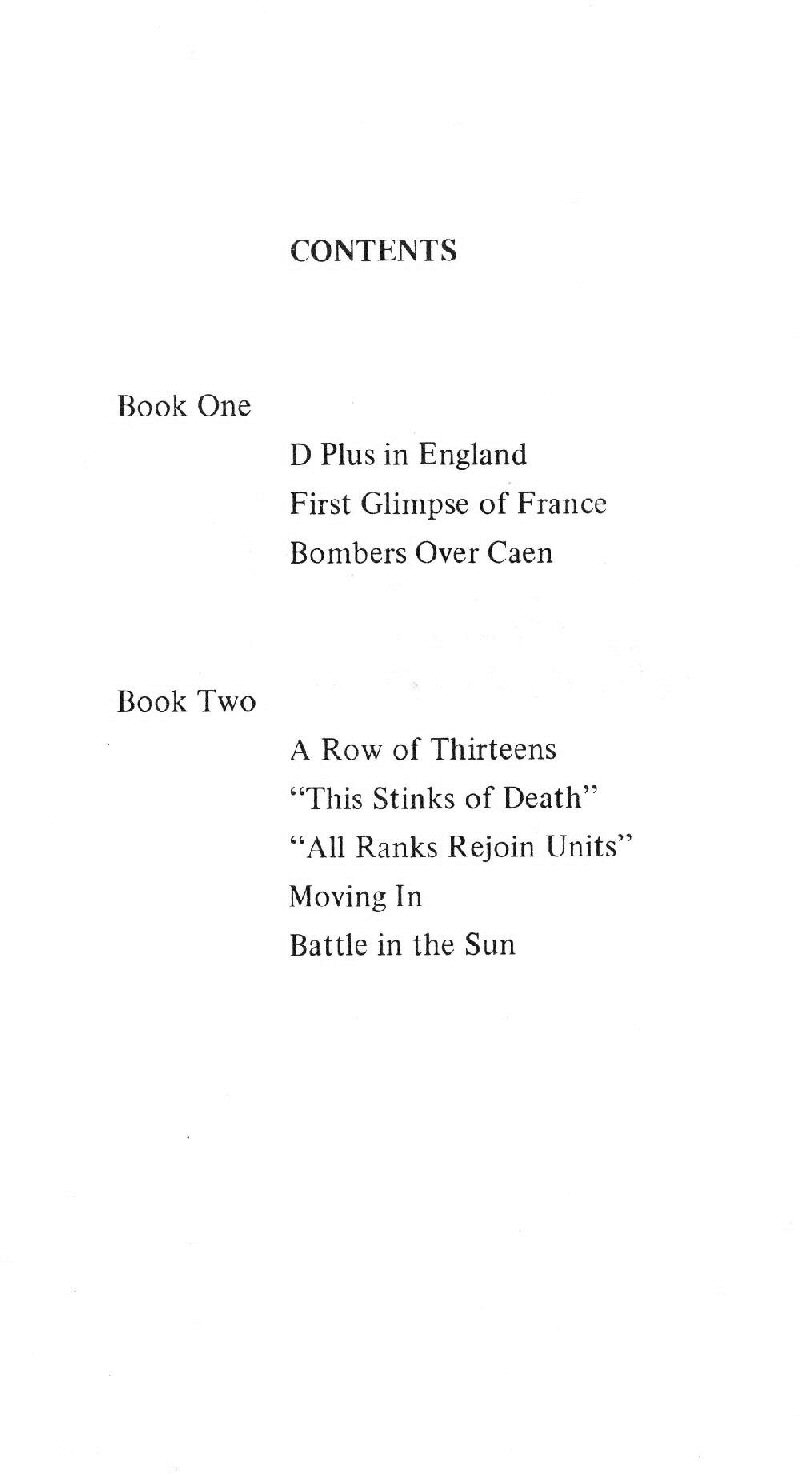 CONTENTS
Book One
D Plus in England
First Glimpse of France
Bombers Over Caen
Book Two
A Row of Thirteens
“This Stinks of Death”
“All Ranks Rejoin Units”
Moving In
Battle in the Sun